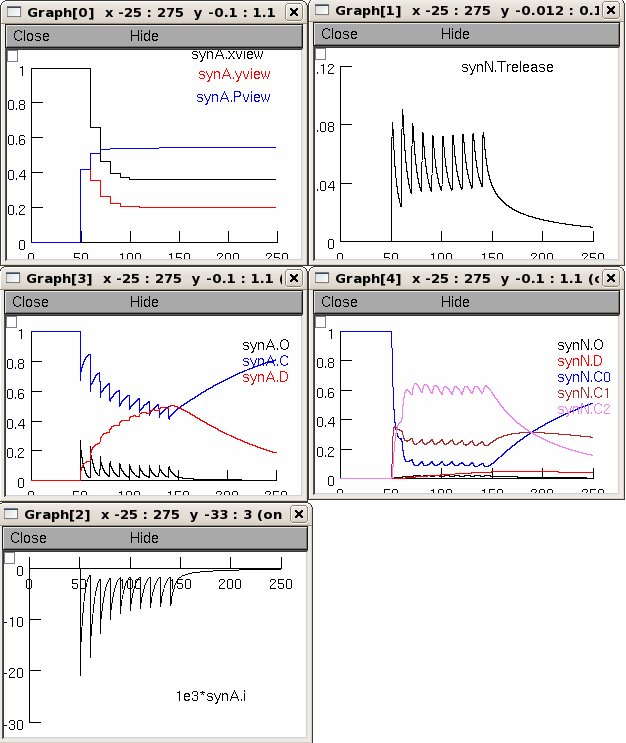 Graph[0] x -25 : 275 y -0.1 : 1.1
Close Hide
synA.xview
synA.yview
synA.Pview
1
0.8
0.6
0.4
0.2
0
0 50 100 150 200 250
Graph[1] x -25 : 275 y -0.012 : 0.1
Close Hide
synN.Trelease
.12
.08
.04
0
0 50 100 150 200 250
Graph[3] x -25 : 275 y -0.1 : 1.1 (
Close Hide
synA.O
synA.C
synA.D
1
0.8
0.6
0.4
0.2
0
0 50 100 150 200 250
Graph[4] x -25 : 275 y -0.1 : 1.1 (c
Close Hide
synN.O
synN.D
synN.C0
synN.C1
synN.C2
1
0.8
0.6
0.4
0.2
0
0 50 100 150 200 250
Graph[2] x -25 : 275 y -33 : 3 (on
Close Hide
0
0 50 100 150 200 250
-10
-20
-30
1e3*synA.i